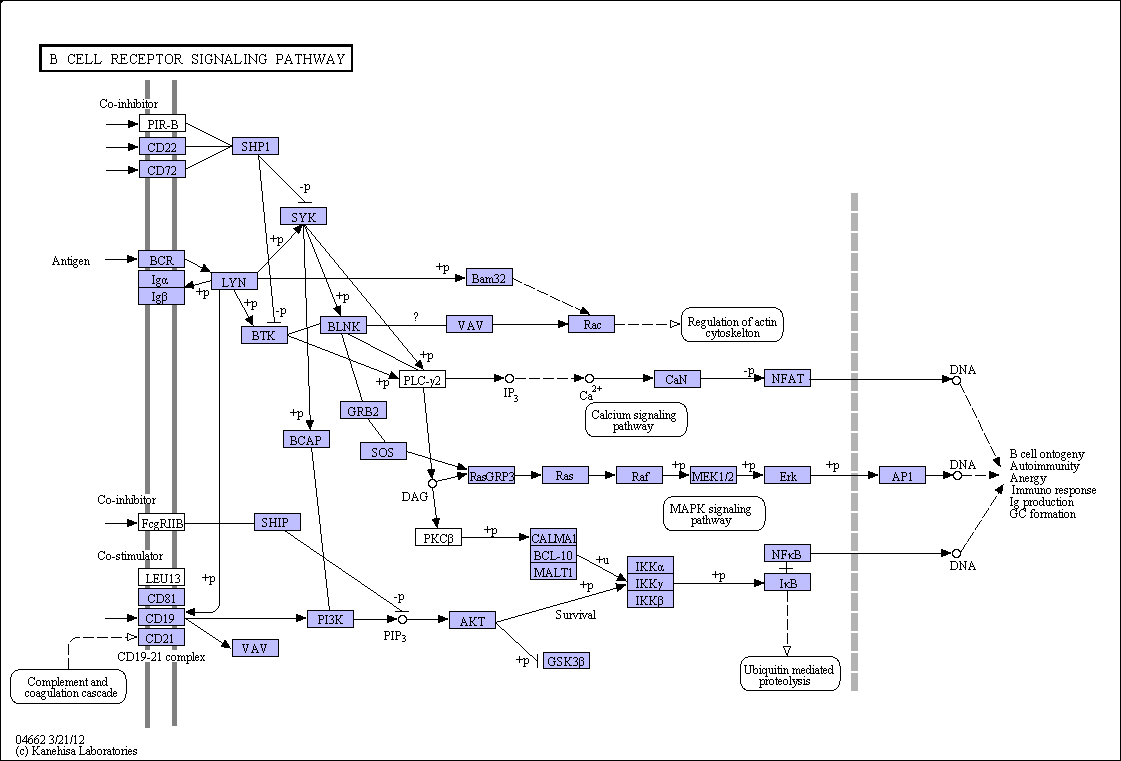 B CELL RECEPTOR SIGNALING PATHWAY
Co-inhibitor
PIR-B
CD22
SHP1
CD72
-p
SYK
+p
Antigen
BCR
Igα
LYN
+p
Bam32
Igβ
+p
+p
-p
+p
BTK
BLNK
?
VAV
Rac
Regulation of actin
cytoskelton
+p
+p
PLC-γ2
IP3
Ca2+
CaN
-p
NFAT
DNA
Calcium signaling
pathway
GRB2
+p
BCAP
SOS
DAG
RasGRP3
Ras
Raf
+p
MEK1/2
+p
Erk
+p
AP1
DNA
B cell ontogeny
Autoimmunity
Anergy
Immuno response
Ig production
GC formation
MAPK signaling
pathway
Co-inhibitor
FcgRIIB
SHIP
PKCβ
+p
CALMA1
BCL-10
MALT1
+u
+p
IKKα
IKKγ
IKKβ
+p
NFκB
IκB
DNA
Co-stimulator
LEU13
+p
CD81
CD19
CD21
CD19-21 complex
VAV
PI3K
-p
PIP3
AKT
Survival
+p
GSK3β
Ubiquitin mediated
proteolysis
Complement and
coagulation cascade
04662 3/21/12
(c) Kanehisa Laboratories